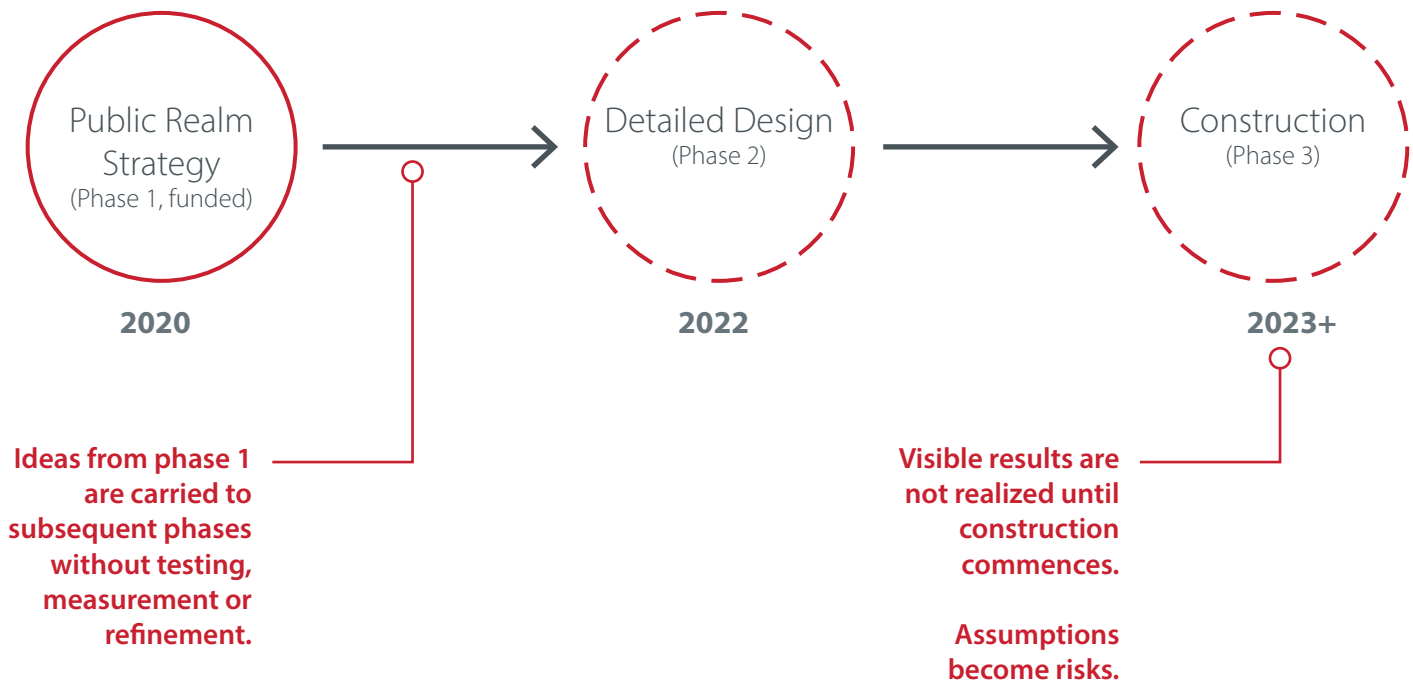 Public Realm
Strategy
(Phase 1, funded)
Detailed Design
(Phase 2)
Construction
(Phase 3)
2020
2022
2023+
Ideas from phase 1
are carried to
subsequent phases
without testing,
measurement or
refinement.
Visible results are
not realized until
construction
commences.
Assumptions
become risks.